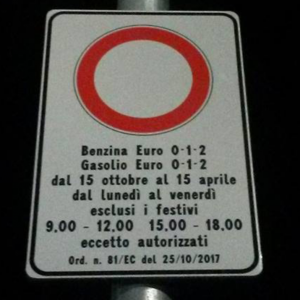 Benzina Euro 0-1-2
Gasolio Euro 0-1-2
dal 15 ottobre al 15 aprile
dal lunedì al venerdì
esclusi i festivi
9.00 - 12.00 15.00 - 18.00
eccetto autorizzati
Ord. n. 81/EC del 25/10/2017